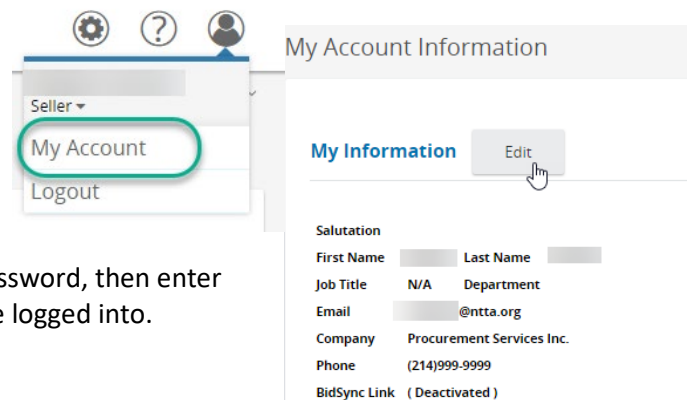 My Account Information
Seller
My Account
Logout
My Information Edit
Salutation
First Name Last Name
Job Title N/A Department
Email @ntta.org
Company Procurement Services Inc.
Phone (214)999-9999
BidSync Link ( Deactivated )
ssword, then enter
logged into.